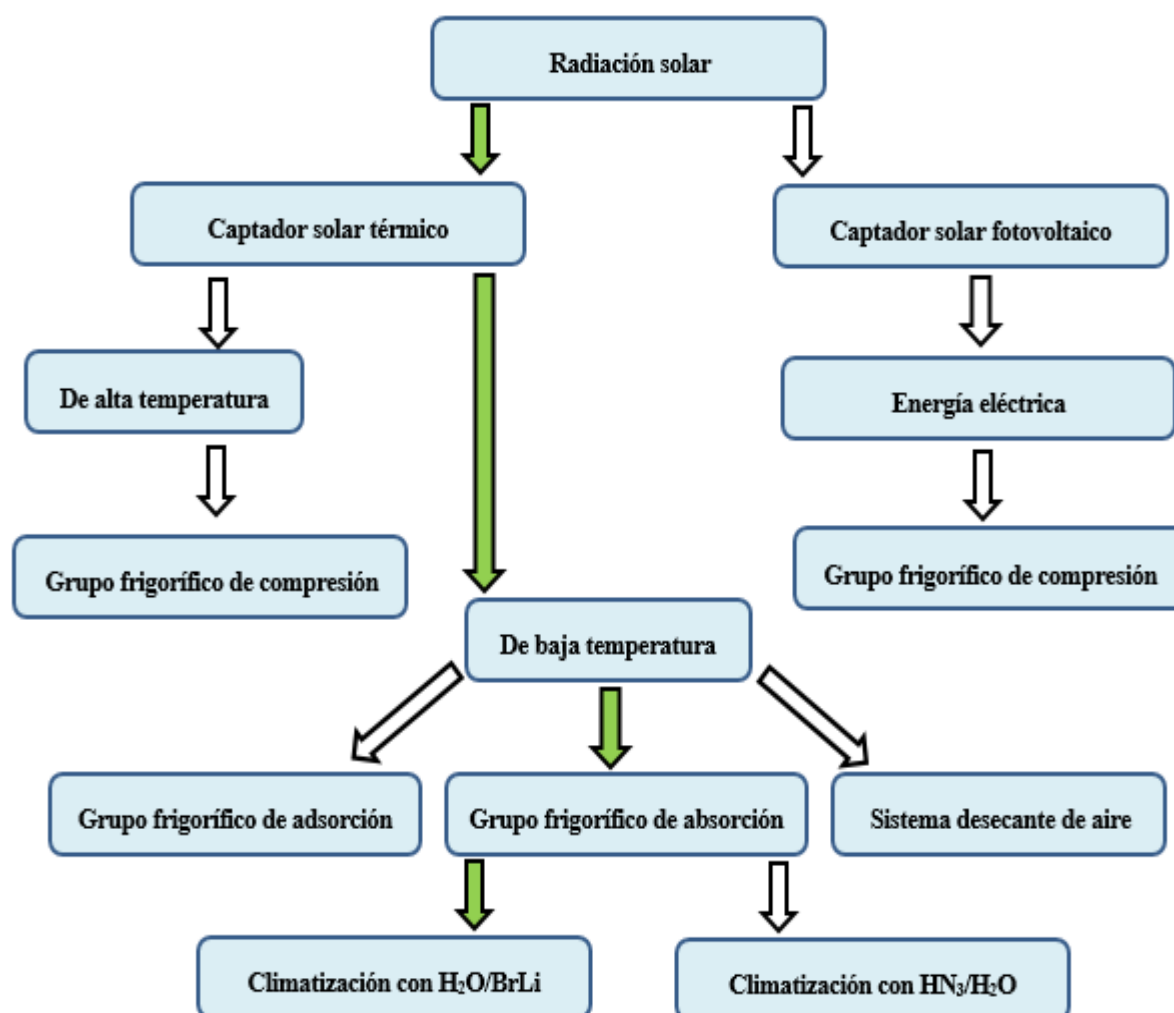 Radiación solar
Captador solar térmico
Captador solar fotovoltaico
De alta temperatura
Energía eléctrica
Grupo frigorífico de compresión
Grupo frigorífico de compresión
De baja temperatura
Grupo frigorífico de adsorción
Grupo frigorífico de absorción
Sistema desecante de aire
Climatización con H₂O/BrLi
Climatización con HN₃/H₂O